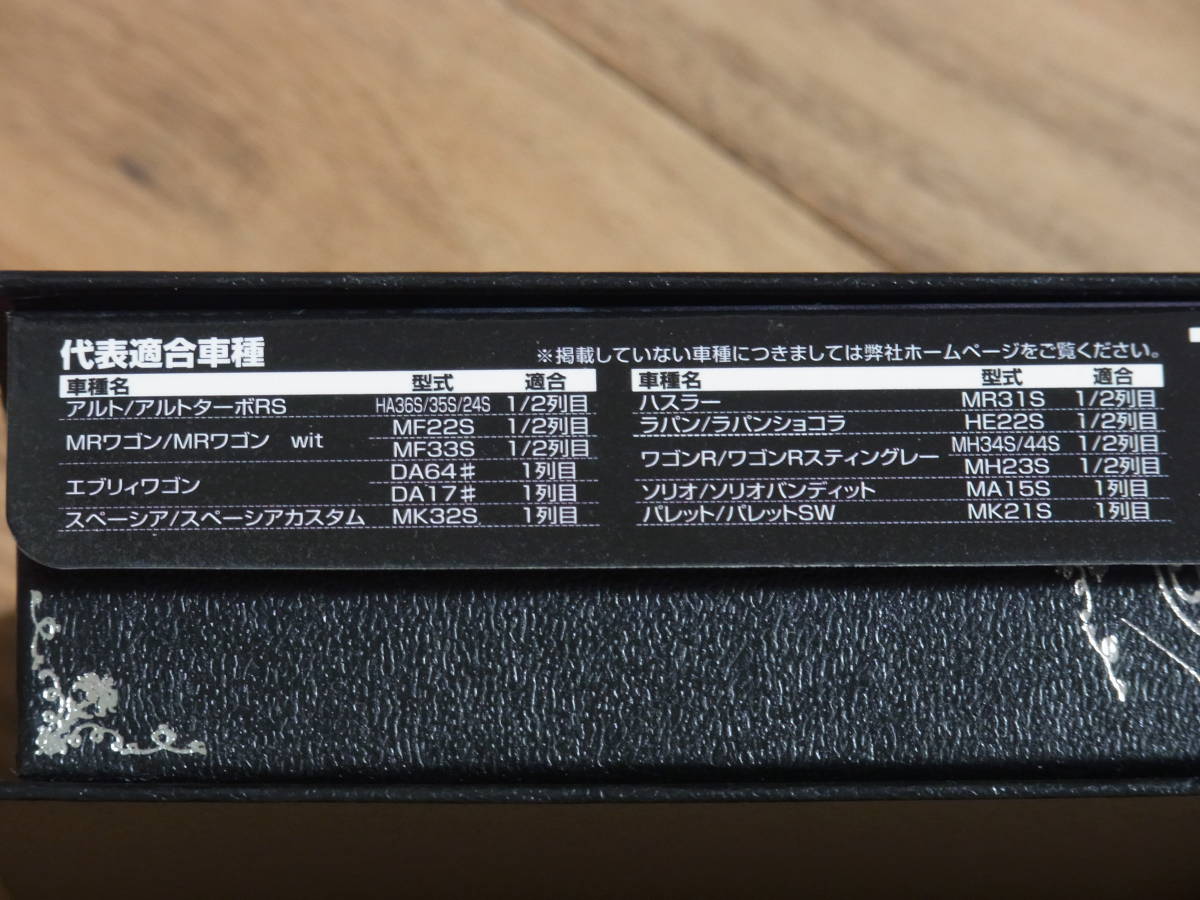 代表適合車種
※掲載していない車種につきましては弊社ホームページをご覧ください。
車種名 型式 適合
アルト/アルトターボRS HA36S/35S/24S 1/2列目
MRワゴン/MRワゴン wit MF22S 1/2列目
MF33S 1/2列目
エブリィワゴン DA64♯ 1列目
DA17♯ 1列目
スペーシア/スペーシアカスタム MK32S 1列目
車種名 型式 適合
ハスラー MR31S 1/2列目
ラパン/ラパンショコラ HE22S 1/2列目
ワゴンR/ワゴンRスティングレー MH34S/44S 1/2列目
MH23S 1/2列目
ソリオ/ソリオバンディット MA15S 1列目
パレット/パレットSW MK21S 1列目